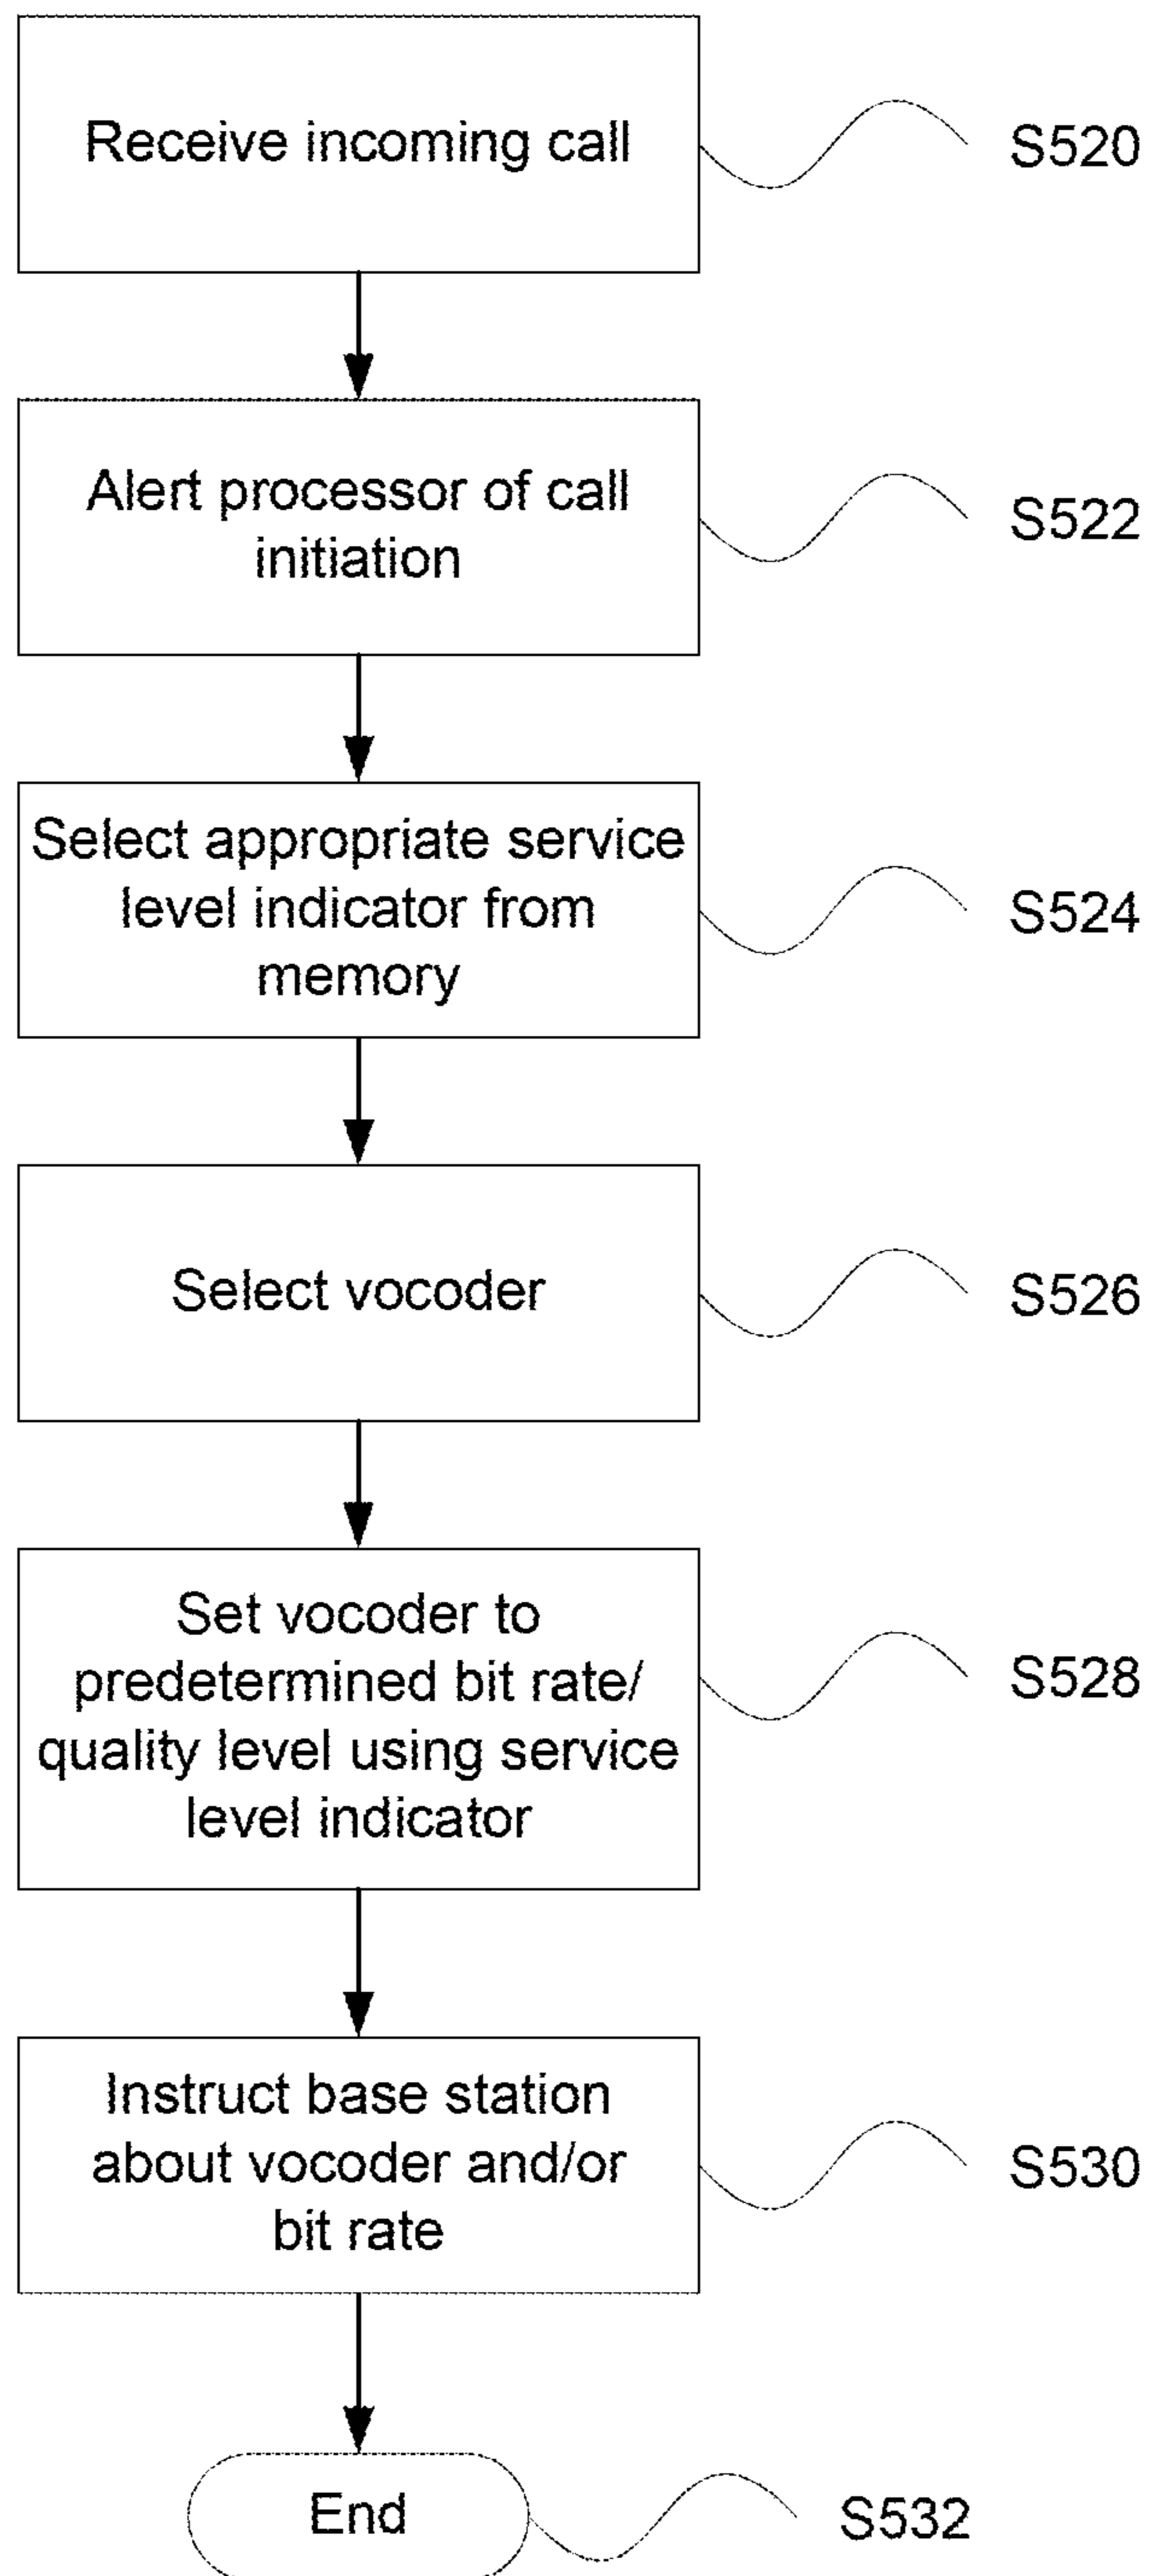 Receive incoming call
S520
Alert processor of call
initiation
S522
Select appropriate service
level indicator from
memory
S524
Select vocoder
S526
Set vocoder to
predetermined bit rate/
quality level using service
level indicator
S528
Instruct base station
about vocoder and/or
bit rate
S530
End
S532